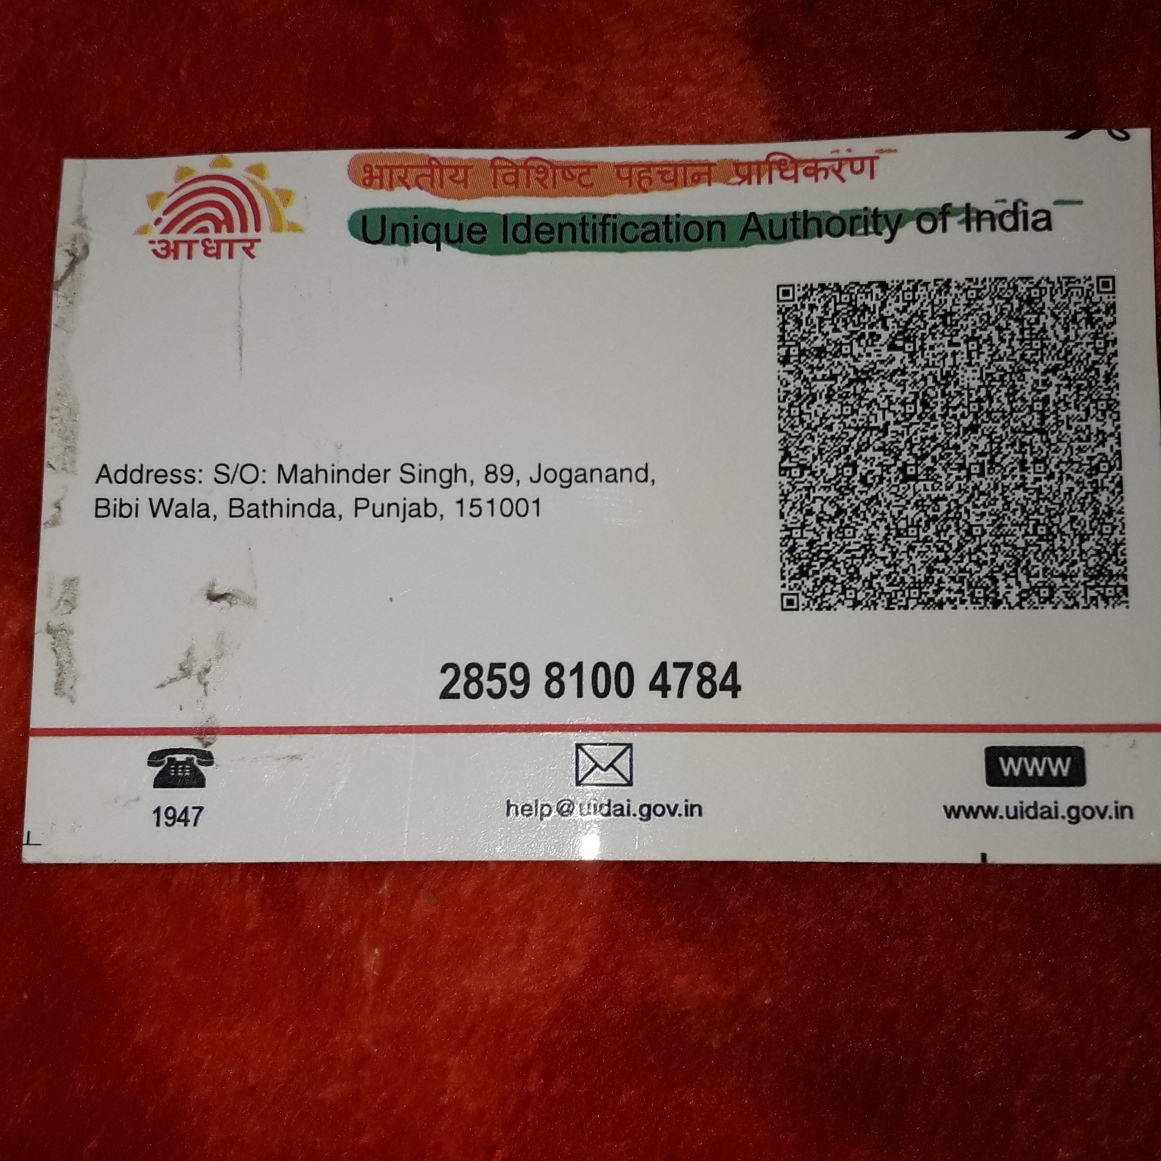 आधार
भारतीय विशिष्ट पहचान प्राधिकरण
Unique Identification Authority of India
Address: S/O: Mahinder Singh, 89, Joganand,
Bibi Wala, Bathinda, Punjab, 151001
2859 8100 4784
1947
help@uidai.gov.in
www
www.uidai.gov.in